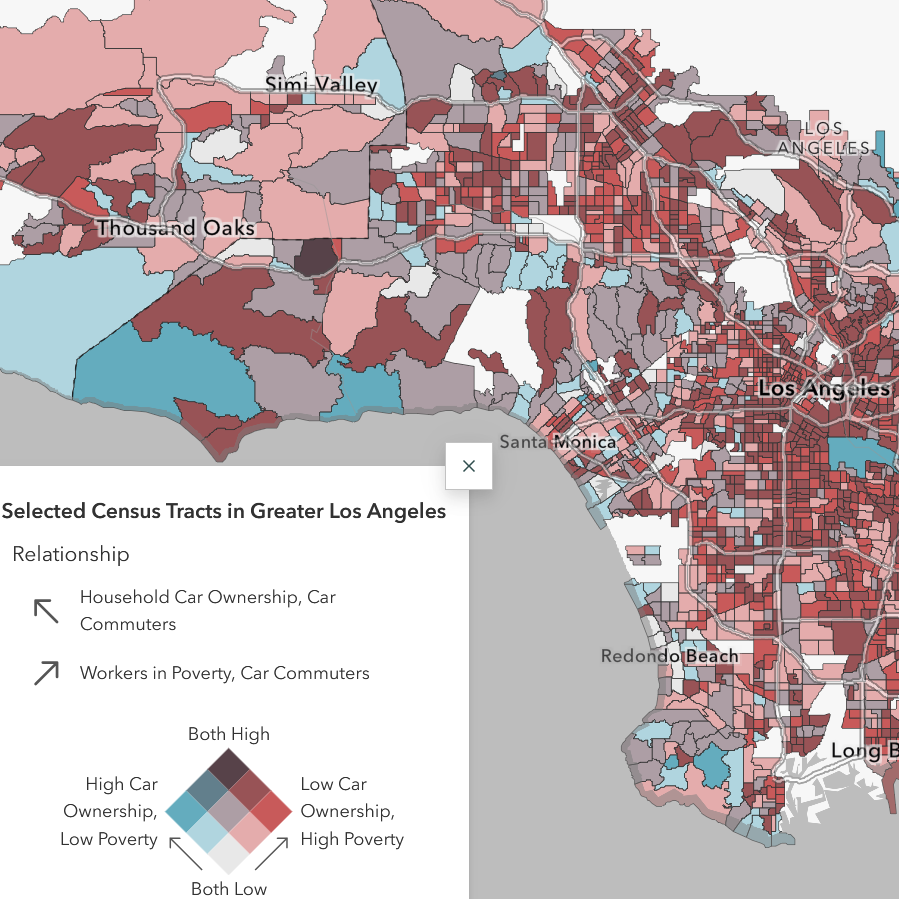 Simi Valley
LOS
ANGELES
Thousand Oaks
Los Angeles
Santa Monica
Selected Census Tracts in Greater Los Angeles
Relationship
Household Car Ownership, Car
Commuters
Workers in Poverty, Car Commuters
Redondo Beach
Both High
Long B
High Car
Ownership,
Low Poverty
Low Car
Ownership,
High Poverty
Both Low